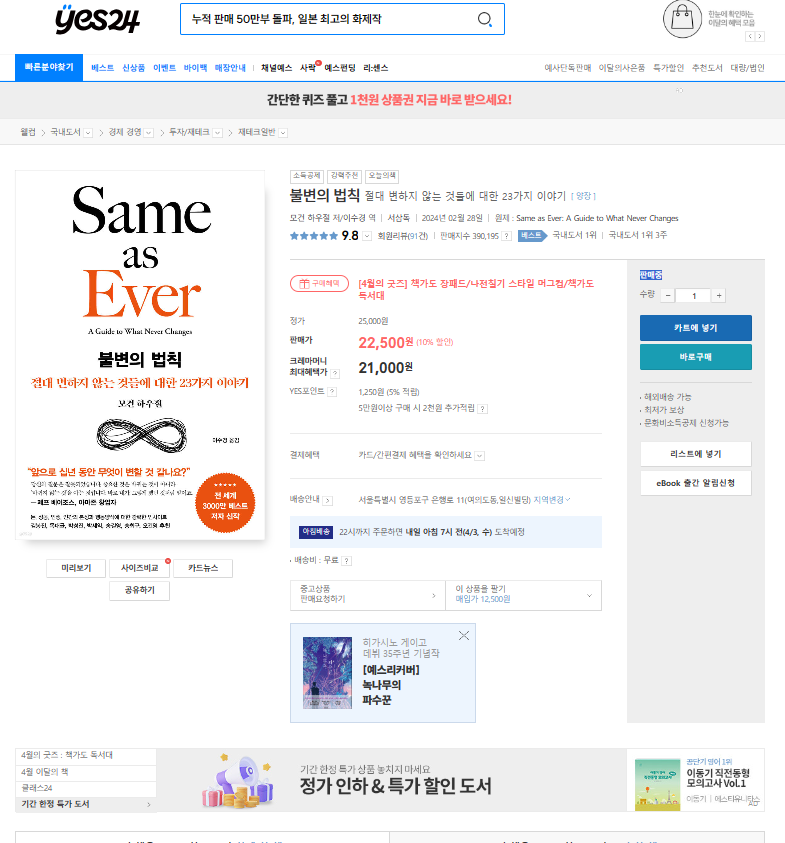 yes24
누적 판매 50만부 돌파, 일본 최고의 화제작
한눈에 확인하는
이달의 혜택 모음
빠른분야찾기
베스트 신상품 이벤트 바이백 매장안내 채널예스 사락 예스펀딩 리:센스
예사단독판매 이달의사은품 특가할인 추천도서 대량/법인
간단한 퀴즈 풀고 1천원 상품권 지금 바로 받으세요!
웰컴 > 국내도서 > 경제 경영 > 투자/재테크 > 재테크일반
Same
as
Ever
A Guide to What Never Changes
불변의 법칙
절대 변하지 않는 것들에 대한 23가지 이야기
모건 하우절
이수경 옮김
"앞으로 십년 동안 무엇이 변할 것 같나요?"
— 제프 베이조스, 아마존 창업자
★★★★★
전 세계
3000만 베스트
저자 신작
미리보기
사이즈비교
카드뉴스
공유하기
소득공제 강력추천 오늘의책
불변의 법칙 절대 변하지 않는 것들에 대한 23가지 이야기 [ 양장 ]
모건 하우절 저/이수경 역 | 서삼독 | 2024년 02월 28일 | 원제 : Same as Ever: A Guide to What Never Changes
★★★★★ 9.8 회원리뷰(91건) | 판매지수 390,195 ? 베스트 국내도서 1위 | 국내도서 1위 3주
구매혜택
[4월의 굿즈] 책가도 장패드/나전칠기 스타일 머그컵/책가도
독서대
정가 25,000원
판매가 22,500원 (10% 할인)
크레마머니
최대혜택가 ? 21,000원
YES포인트 ? 1,250원 (5% 적립)
5만원이상 구매 시 2천원 추가적립 ?
결제혜택 카드/간편결제 혜택을 확인하세요
배송안내 서울특별시 영등포구 은행로 11(여의도동,일신빌딩) 지역변경
아침배송 22시까지 주문하면 내일 아침 7시 전(4/3, 수) 도착예정
배송비 : 무료 ?
중고상품
판매요청하기
이 상품을 팔기
매입가 12,500원
히가시노 게이고
데뷔 35주년 기념작
[예스리커버]
녹나무의
파수꾼
판매중
수량 - 1 +
카트에 넣기
바로구매
해외배송 가능
최저가 보상
문화비소득공제 신청가능
리스트에 넣기
eBook 출간 알림신청
4월의 굿즈 : 책가도 독서대
4월 이달의 책
클래스24
기간 한정 특가 도서
기간 한정 특가 상품 놓치지 마세요
정가 인하 & 특가 할인 도서
공단기 영어 1위
이동기 직전동형
모의고사 Vol.1
이동기 | 에스티유니타스
AD